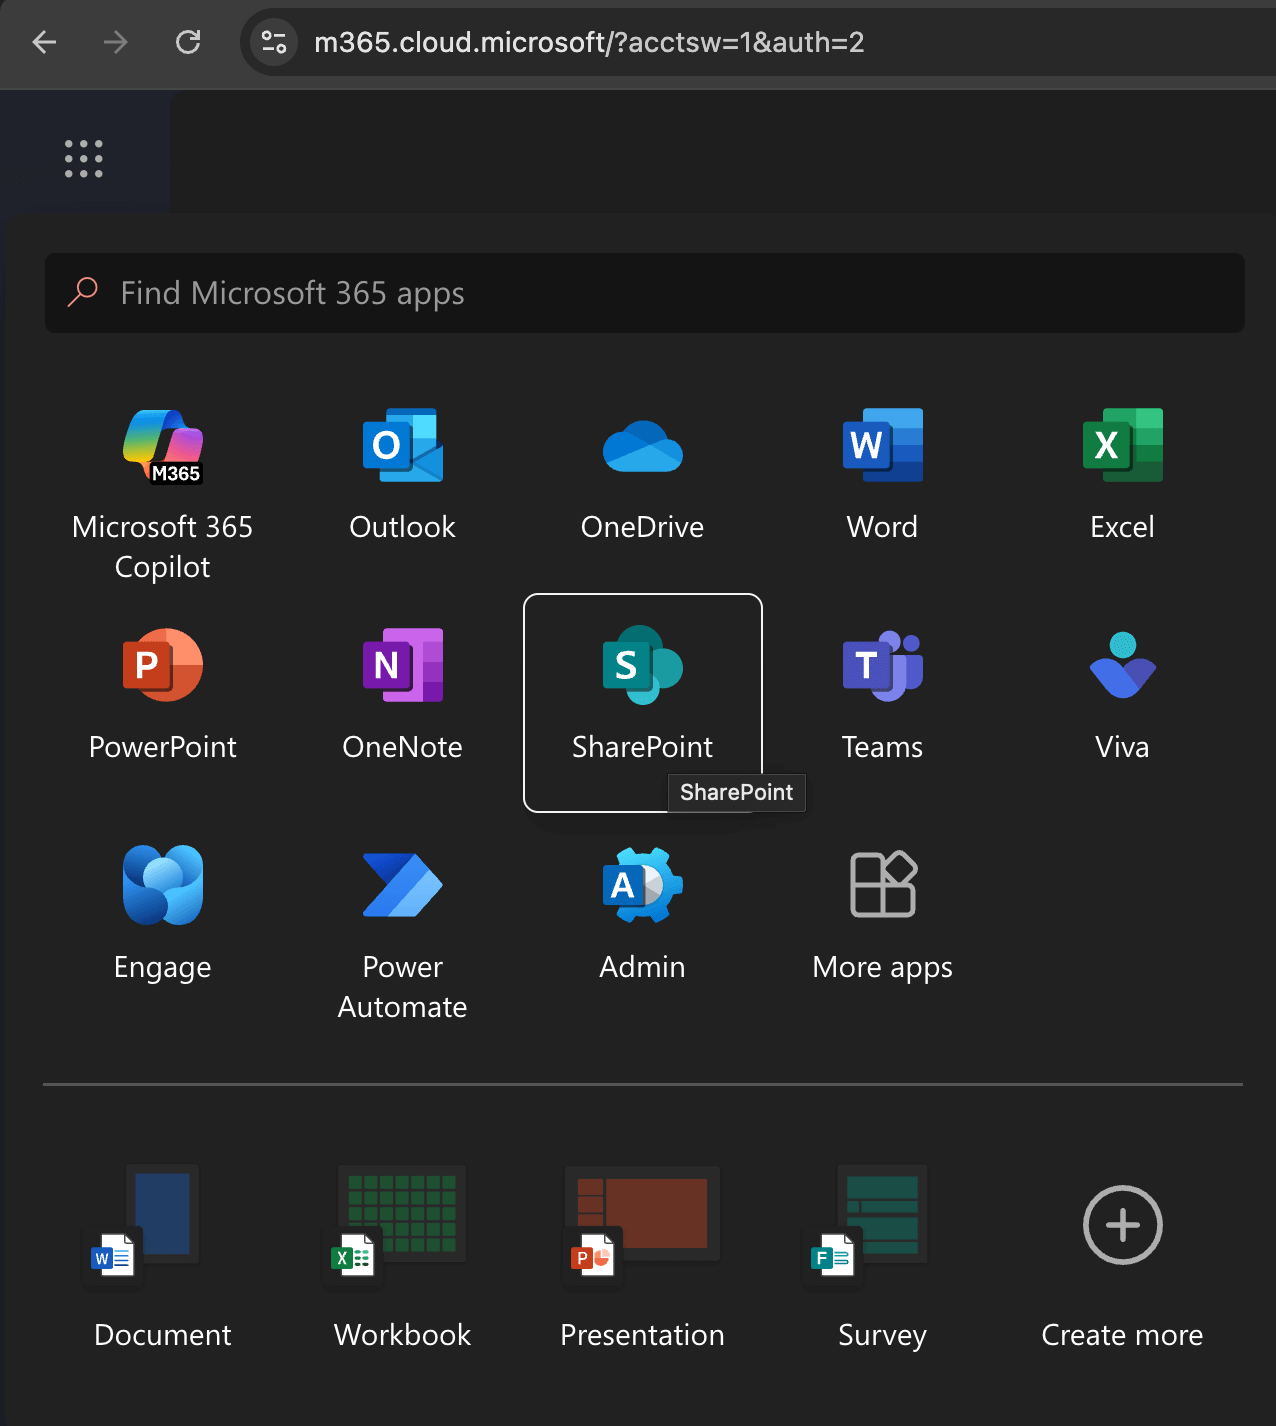 m365.cloud.microsoft/?acctsw=1&auth=2
Find Microsoft 365 apps
M365
Microsoft 365
Copilot
O
Outlook
OneDrive
W
Word
X
Excel
P
PowerPoint
N
OneNote
S
SharePoint
T
Teams
Viva
SharePoint
Engage
Power
Automate
A
Admin
More apps
W
Document
X
Workbook
P
Presentation
F
Survey
Create more